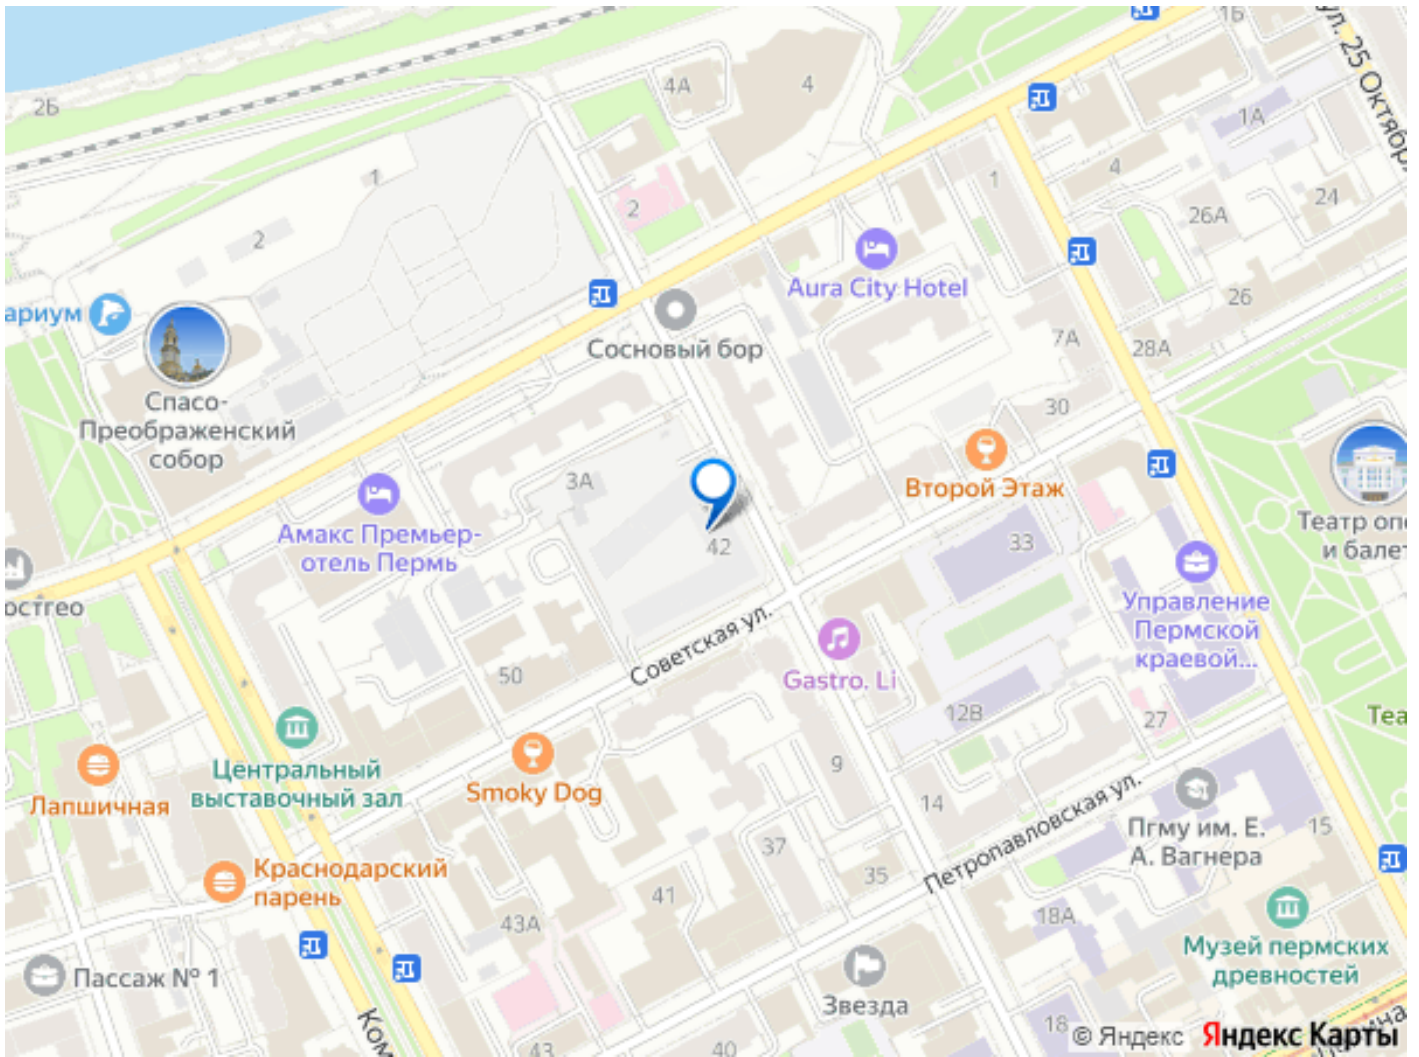 1Б
ул. 25 Октябр
2Б
4А
4
1А
1
4
1
2
24
26А
2
ариум
Aura City Hotel
26
Сосновый бор
7А
28А
Спасо-
Преображенский
собор
30
3А
Второй Этаж
Амакс Премьер-
отель Пермь
42
33
Театр опе
и балет
остгео
Управление
Пермской
краевой...
Советская ул.
50
Gastro. Li
12В
27
Теа
Центральный
выставочный зал
Smoky Dog
9
Лапшичная
14
Петропавловская ул.
Пгму им. Е.
А. Вагнера
15
37
Краснодарский
парень
35
41
43А
18А
Музей пермских
древностей
Пассаж № 1
Звезда
Ком
43
40
18
© Яндекс
Яндекс Карты